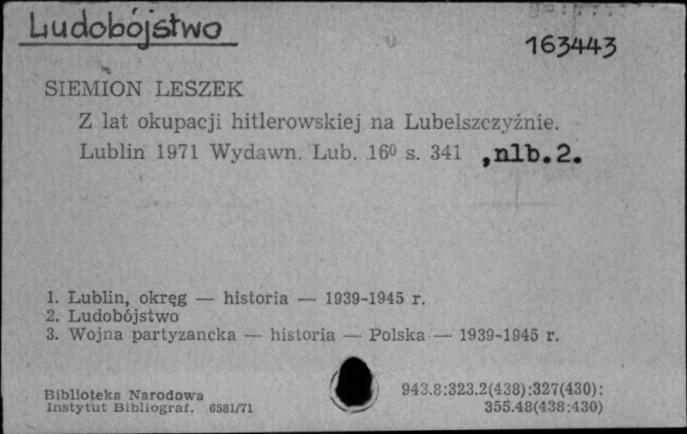 Ludobójstwo
163443
SIEMION LESZEK
Z lat okupacji hitlerowskiej na Lubelszczyźnie.
Lublin 1971 Wydawn. Lub. 16⁰ s. 341 ,nlb.2.
1. Lublin, okręg — historia — 1939-1945 r.
2. Ludobójstwo
3. Wojna partyzancka — historia — Polska — 1939-1945 r.
Biblioteka Narodowa
Instytut Bibliograf. 6581/71
943.8:323.2(438):327(430):
355.48(438:430)